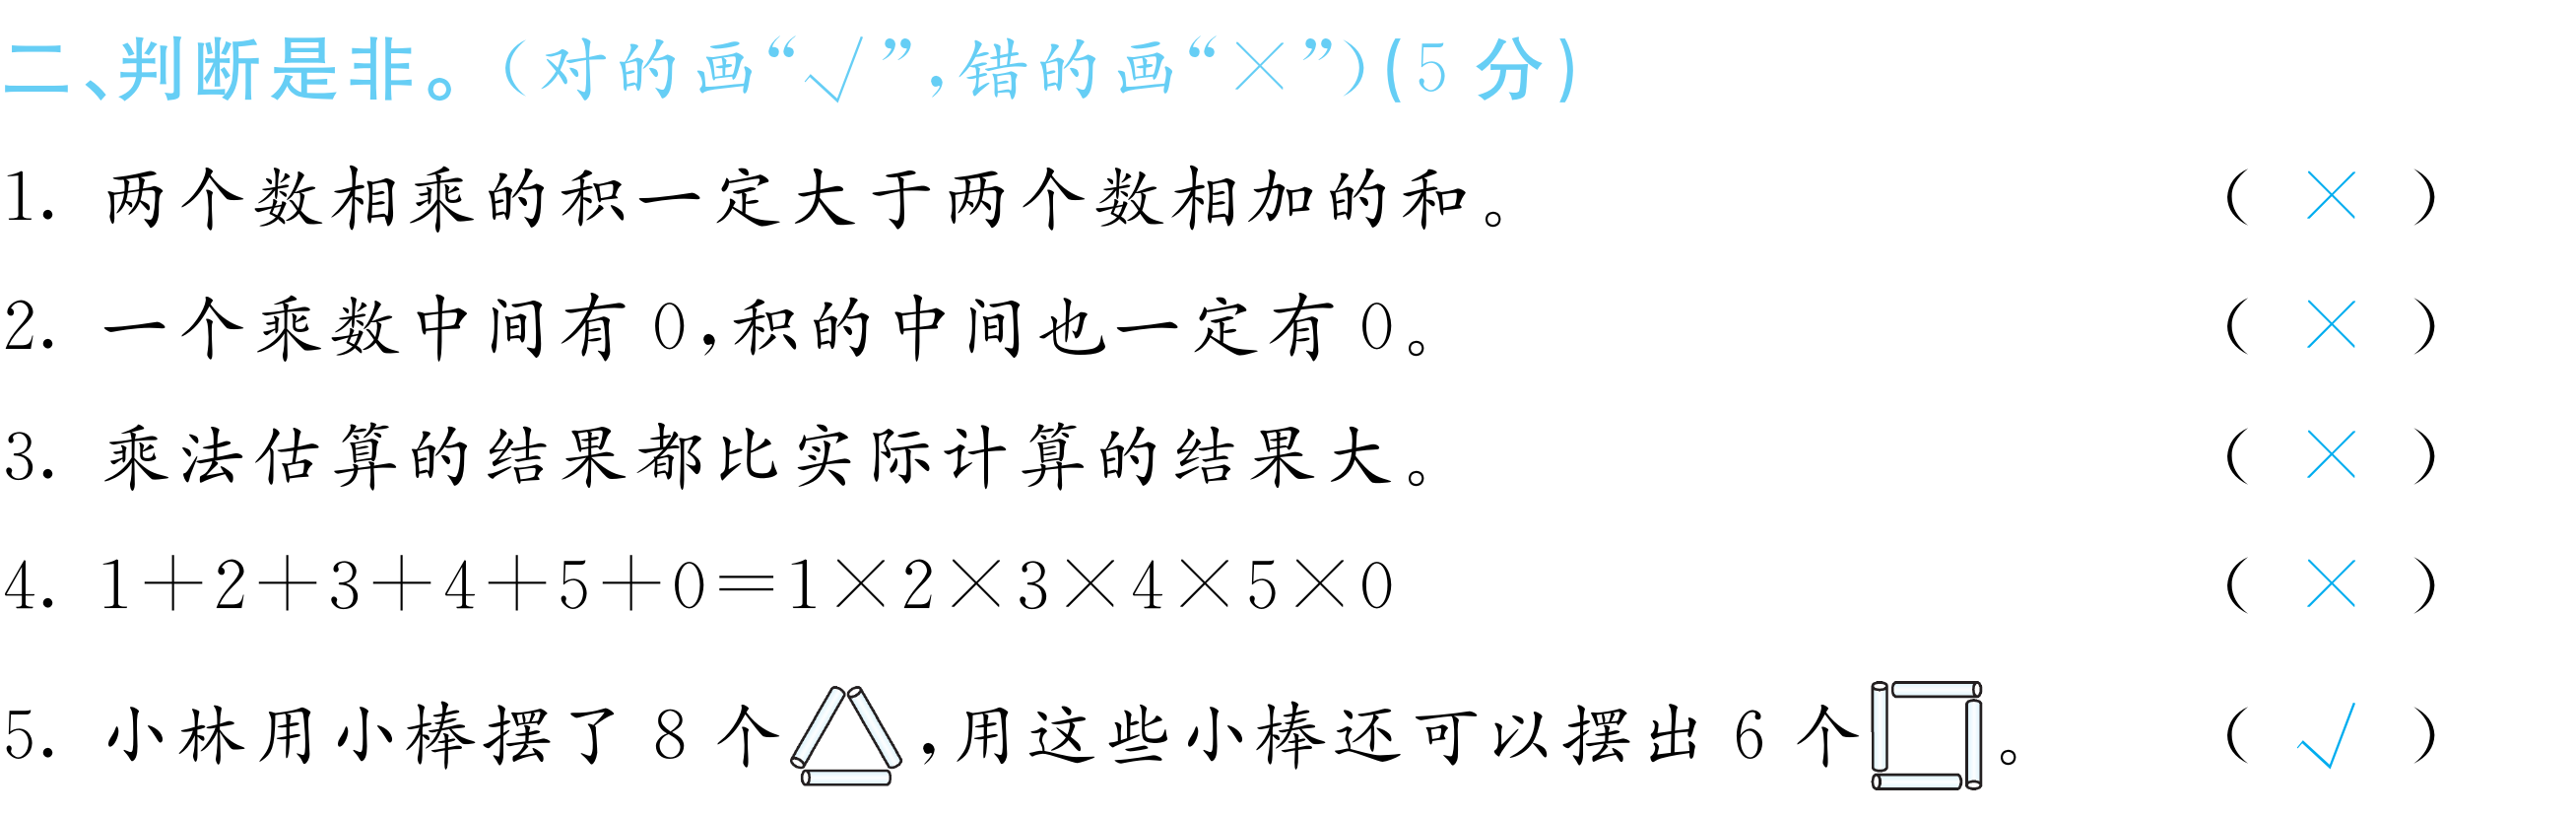 二、判断是非。(对的画“√”,错的画“×”)(5 分)
1. 两个数相乘的积一定大于两个数相加的和。 ( × )
2. 一个乘数中间有 0,积的中间也一定有 0。 ( × )
3. 乘法估算的结果都比实际计算的结果大。 ( × )
4. 1+2+3+4+5+0=1×2×3×4×5×0 ( × )
5. 小林用小棒摆了 8 个,用这些小棒还可以摆出 6 个。 ( √ )